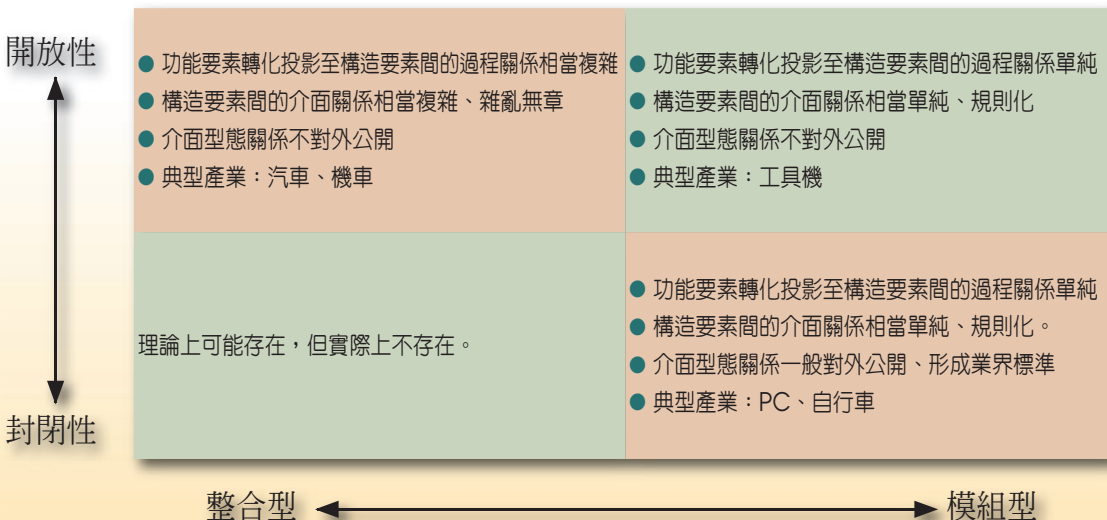 開放性
● 功能要素轉化投影至構造要素間的過程關係相當複雜
● 構造要素間的介面關係相當複雜、雜亂無章
● 介面型態關係不對外公開
● 典型產業：汽車、機車
● 功能要素轉化投影至構造要素間的過程關係單純
● 構造要素間的介面關係相當單純、規則化
● 介面型態關係不對外公開
● 典型產業：工具機
理論上可能存在，但實際上不存在。
● 功能要素轉化投影至構造要素間的過程關係單純
● 構造要素間的介面關係相當單純、規則化。
● 介面型態關係一般對外公開、形成業界標準
● 典型產業：PC、自行車
封閉性
整合型
模組型